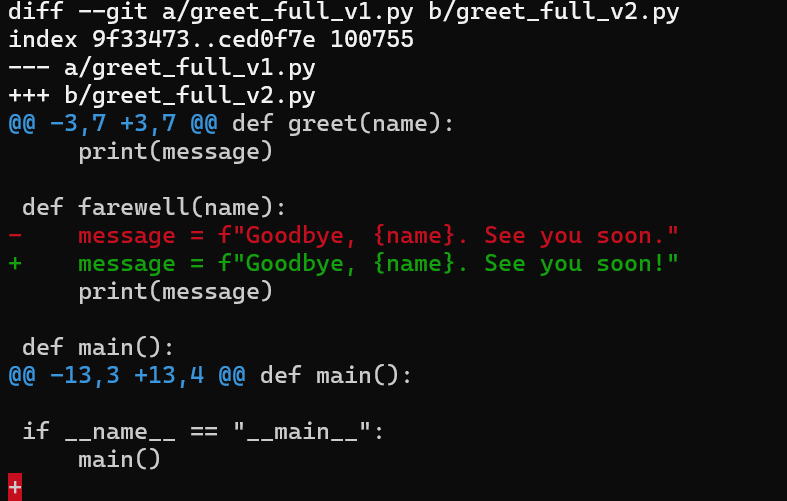 diff --git a/greet_full_v1.py b/greet_full_v2.py
index 9f33473..ced0f7e 100755
--- a/greet_full_v1.py
+++ b/greet_full_v2.py
@@ -3,7 +3,7 @@ def greet(name):
     print(message)

 def farewell(name):
-    message = f"Goodbye, {name}. See you soon."
+    message = f"Goodbye, {name}. See you soon!"
     print(message)

 def main():
@@ -13,3 +13,4 @@ def main():

 if __name__ == "__main__":
     main()
+